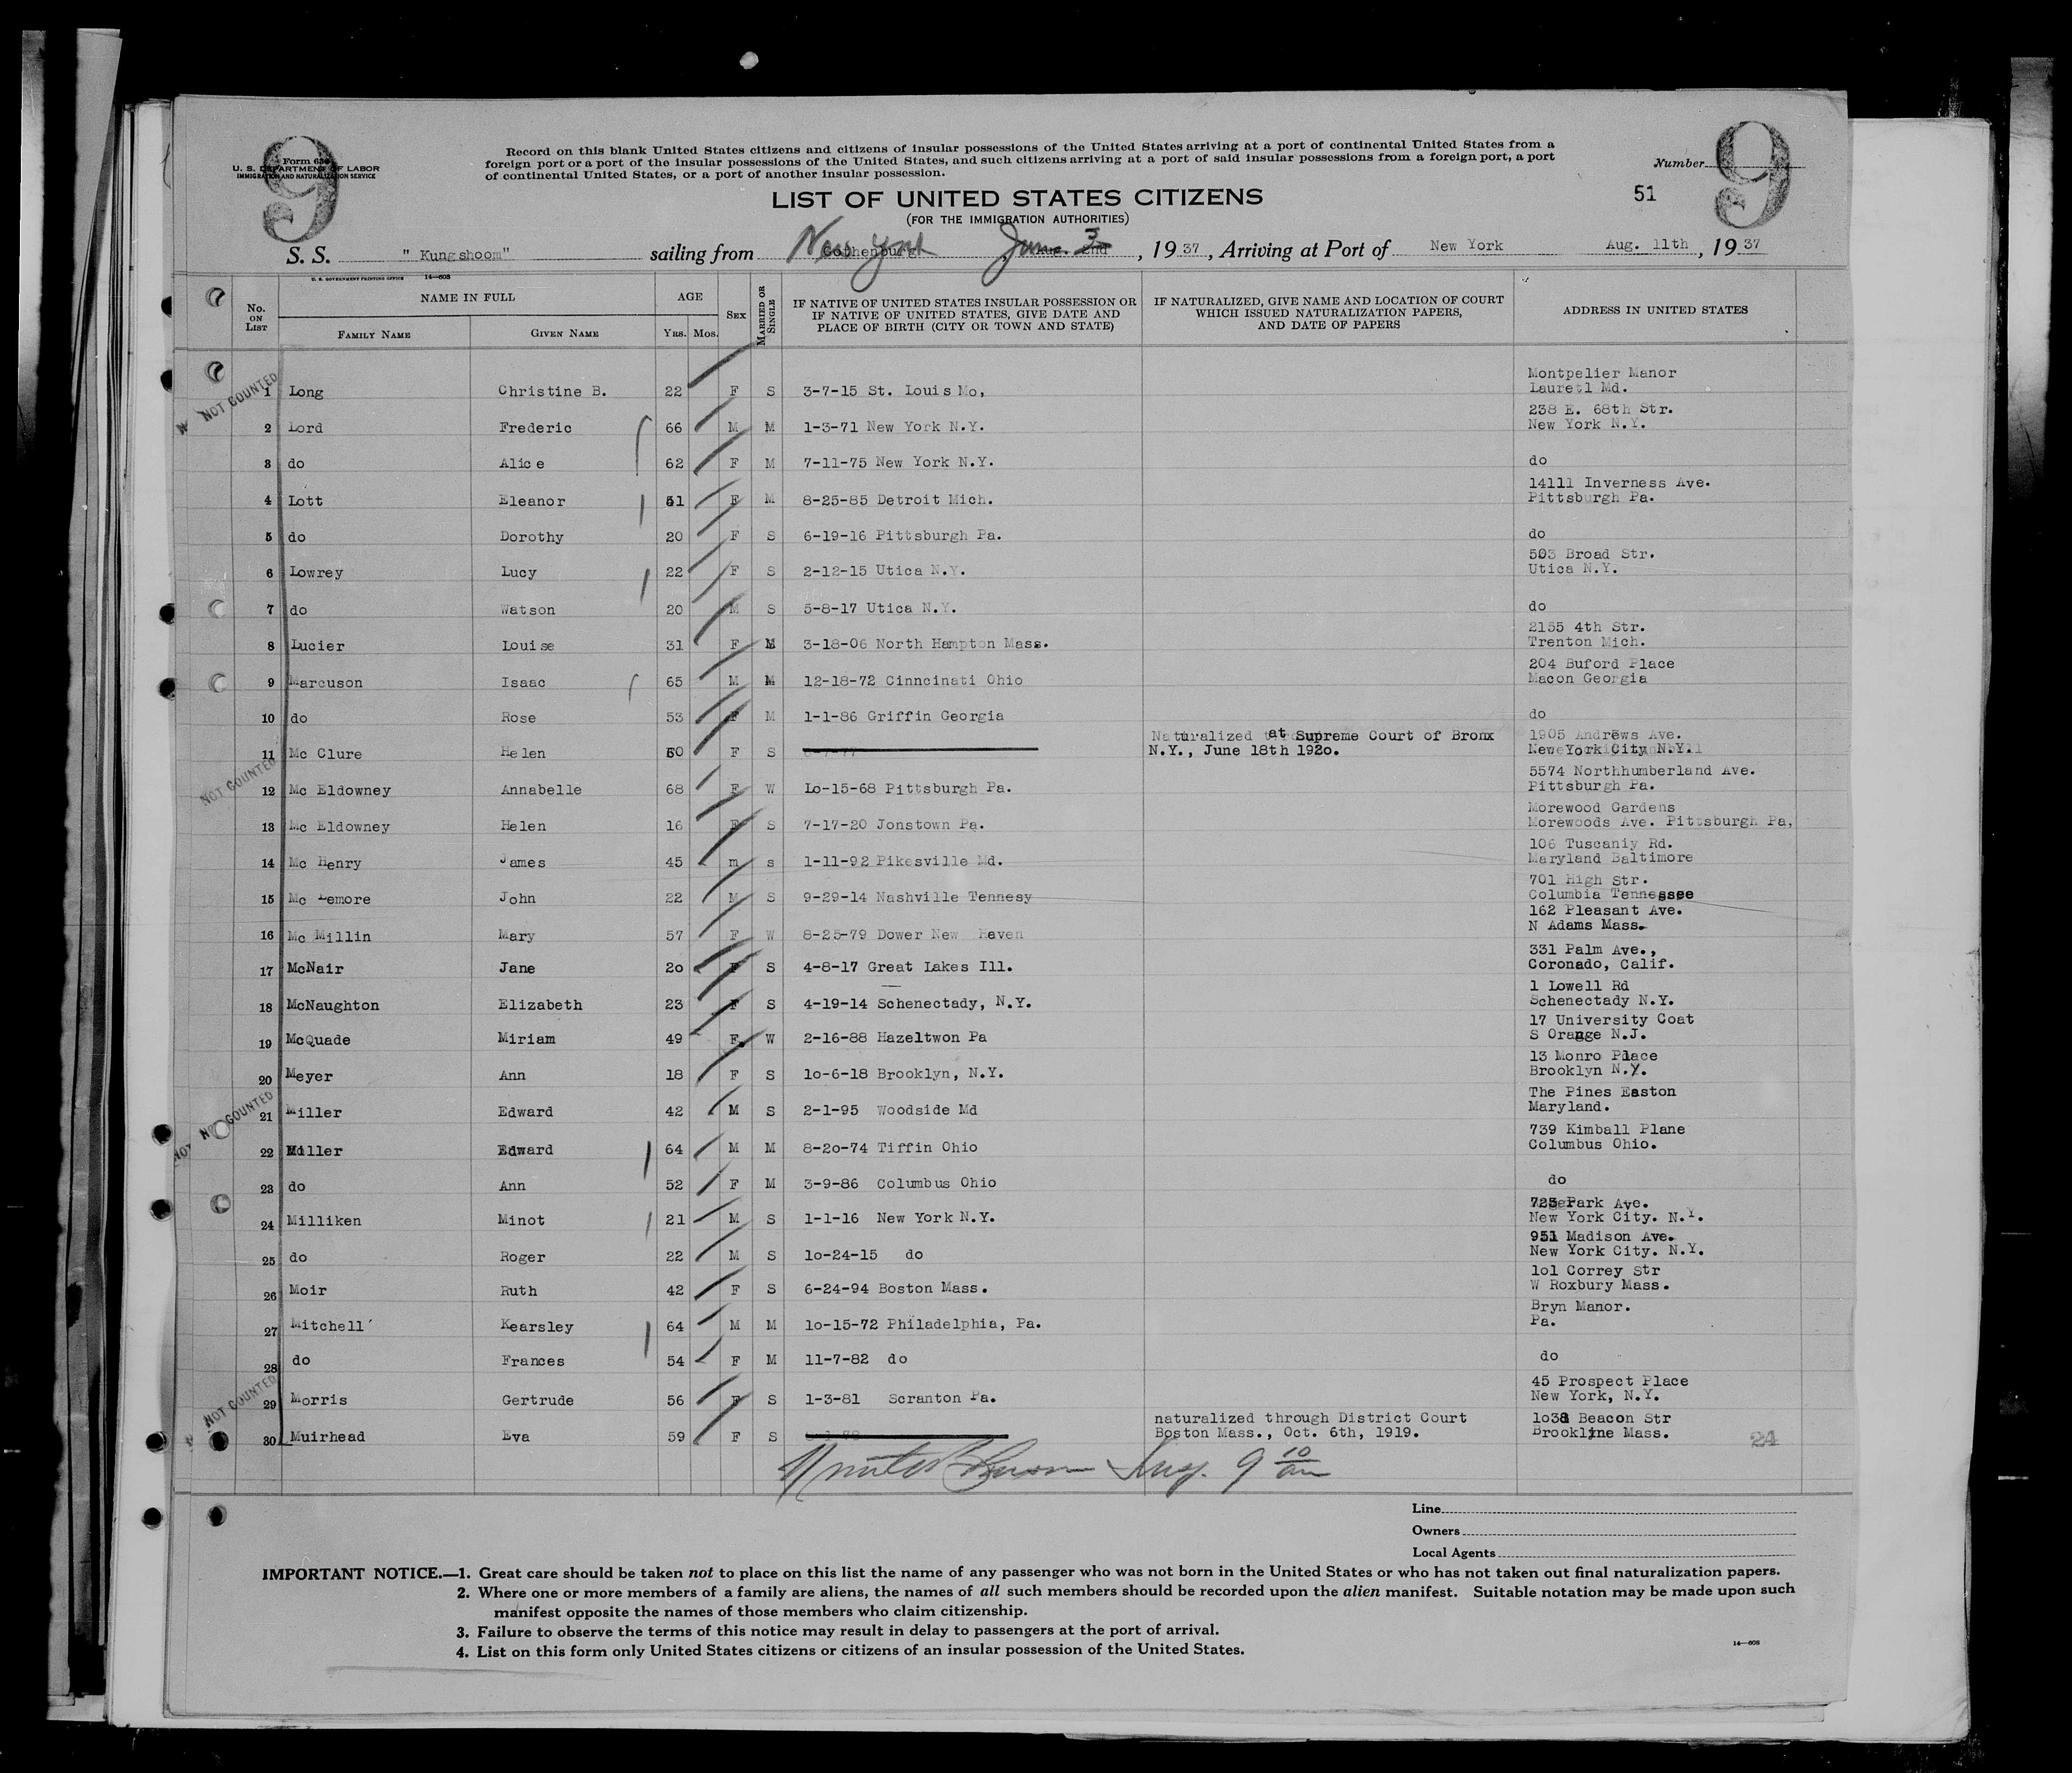 9
9
Form 630
U. S. DEPARTMENT OF LABOR
IMMIGRATION AND NATURALIZATION SERVICE
Record on this blank United States citizens and citizens of insular possessions of the United States arriving at a port of continental United States from a
foreign port or a port of the insular possessions of the United States, and such citizens arriving at a port of said insular possessions from a foreign port, a port
of continental United States, or a port of another insular possession.
Number
51
LIST OF UNITED STATES CITIZENS
(FOR THE IMMIGRATION AUTHORITIES)
S. S. " Kungshoom" sailing from New York June 3, 19 37, Arriving at Port of New York Aug. 11th, 19 37
U. S. GOVERNMENT PRINTING OFFICE 14—608
No. ON LIST NAME IN FULL AGE SEX MARRIED OR SINGLE IF NATIVE OF UNITED STATES INSULAR POSSESSION OR IF NATIVE OF UNITED STATES, GIVE DATE AND PLACE OF BIRTH (CITY OR TOWN AND STATE) IF NATURALIZED, GIVE NAME AND LOCATION OF COURT WHICH ISSUED NATURALIZATION PAPERS, AND DATE OF PAPERS ADDRESS IN UNITED STATES
FAMILY NAME GIVEN NAME YRS. MOS.
Montpelier Manor
NOT COUNTED 1 Long Christine B. 22 F S 3-7-15 St. Louis Mo, Lauretl Md.
238 E. 68th Str.
2 Lord Frederic 66 M M 1-3-71 New York N.Y. New York N.Y.
3 do Alice 62 F M 7-11-75 New York N.Y. do
14111 Inverness Ave.
4 Lott Eleanor 51 F M 8-25-85 Detroit Mich. Pittsburgh Pa.
5 do Dorothy 20 F S 6-19-16 Pittsburgh Pa. do
503 Broad Str.
6 Lowrey Lucy 22 F S 2-12-15 Utica N.Y. Utica N.Y.
7 do Watson 20 M S 5-8-17 Utica N.Y. do
2155 4th Str.
8 Lucier Louise 31 F M 3-18-06 North Hampton Mass. Trenton Mich.
204 Buford Place
9 Marcuson Isaac 65 M M 12-18-72 Cinncinati Ohio Macon Georgia
10 do Rose 53 F M 1-1-86 Griffin Georgia do
Naturalized at Supreme Court of Bronx 1905 Andrews Ave.
11 Mc Clure Helen 60 F S N.Y., June 18th 192o. New York City N.Y.
NOT COUNTED 5574 Northhumberland Ave.
12 Mc Eldowney Annabelle 68 F W Lo-15-68 Pittsburgh Pa. Pittsburgh Pa.
Morewood Gardens
13 Mc Eldowney Helen 16 F S 7-17-20 Jonstown Pa. Morewoods Ave. Pittsburgh Pa,
106 Tuscaniy Rd.
14 Mc Henry James 45 m s 1-11-92 Pikesville Md. Maryland Baltimore
701 High Str.
15 Mc Lemore John 22 M S 9-29-14 Nashville Tennesy Columbia Tennessee
162 Pleasant Ave.
16 Mc Millin Mary 57 F W 8-25-79 Dower New Haven N Adams Mass.
331 Palm Ave.,
17 McNair Jane 2o F S 4-8-17 Great Lakes Ill. Coronado, Calif.
1 Lowell Rd
18 McNaughton Elizabeth 23 F S 4-19-14 Schenectady, N.Y. Schenectady N.Y.
17 University Coat
19 McQuade Miriam 49 F W 2-16-88 Hazeltwon Pa S Orange N.J.
13 Monro Place
20 Meyer Ann 18 F S 1o-6-18 Brooklyn, N.Y. Brooklyn N.Y.
The Pines Easton
NOT COUNTED 21 Miller Edward 42 M S 2-1-95 Woodside Md Maryland.
739 Kimball Plane
NOT 22 Miller Edward 64 M M 8-2o-74 Tiffin Ohio Columbus Ohio.
23 do Ann 52 F M 3-9-86 Columbus Ohio do
723 Park Ave.
24 Milliken Minot 21 M S 1-1-16 New York N.Y. New York City. N.Y.
951 Madison Ave.
25 do Roger 22 M S 1o-24-15 do New York City. N.Y.
1o1 Correy Str
26 Moir Ruth 42 F S 6-24-94 Boston Mass. W Roxbury Mass.
Bryn Manor.
27 Mitchell Kearsley 64 M M 1o-15-72 Philadelphia, Pa. Pa.
28 do Frances 54 F M 11-7-82 do do
45 Prospect Place
NOT COUNTED 29 Morris Gertrude 56 F S 1-3-81 Scranton Pa. New York, N.Y.
naturalized through District Court 1o38 Beacon Str
30 Muirhead Eva 59 F S Boston Mass., Oct. 6th, 1919. Brookline Mass. 24
Aug. 9 10 am
Line
Owners
Local Agents
IMPORTANT NOTICE.—1. Great care should be taken not to place on this list the name of any passenger who was not born in the United States or who has not taken out final naturalization papers.
2. Where one or more members of a family are aliens, the names of all such members should be recorded upon the alien manifest. Suitable notation may be made upon such
manifest opposite the names of those members who claim citizenship.
3. Failure to observe the terms of this notice may result in delay to passengers at the port of arrival.
4. List on this form only United States citizens or citizens of an insular possession of the United States.
14—608